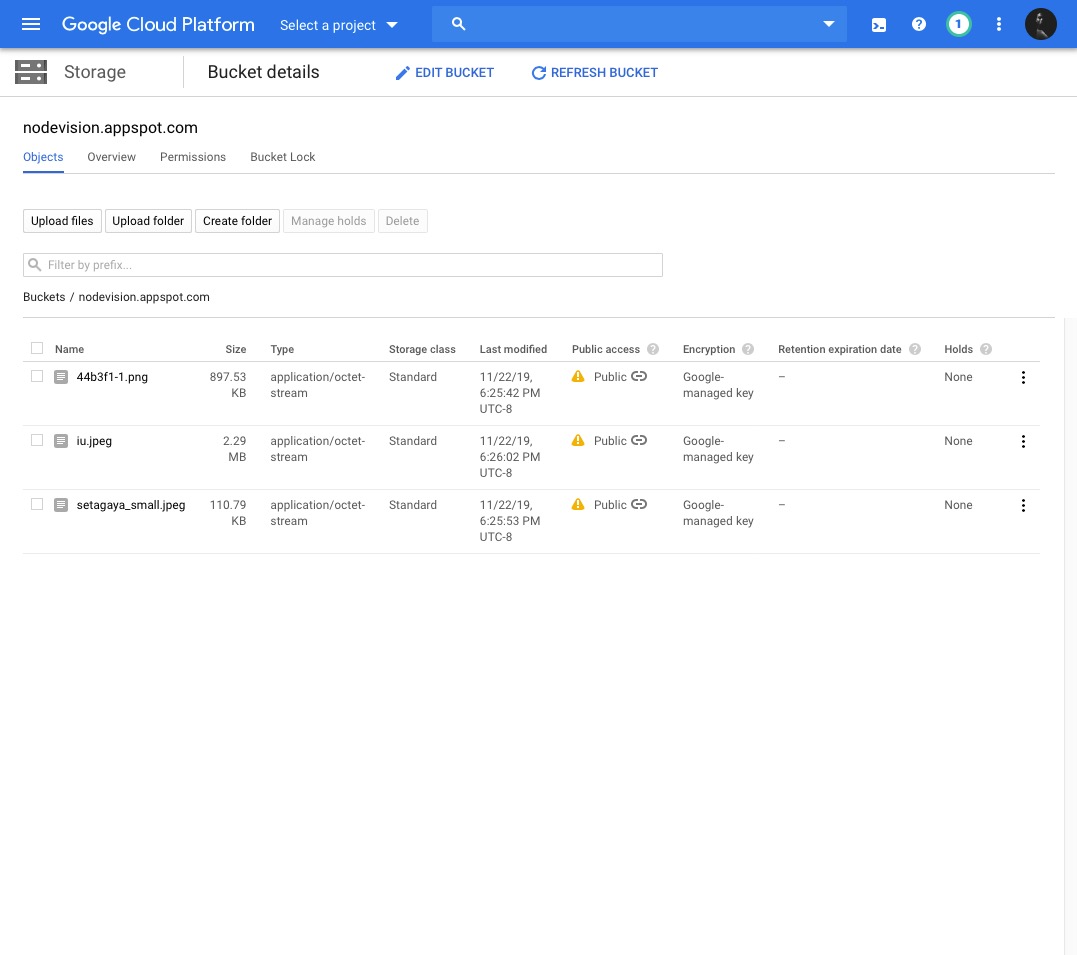 Google Cloud Platform Select a project 1
Storage Bucket details EDIT BUCKET REFRESH BUCKET
nodevision.appspot.com
Objects Overview Permissions Bucket Lock
Upload files Upload folder Create folder Manage holds Delete
Filter by prefix...
Buckets / nodevision.appspot.com
Name Size Type Storage class Last modified Public access ? Encryption ? Retention expiration date ? Holds ?
44b3f1-1.png 897.53 application/octet- Standard 11/22/19, Public Google- – None
KB stream 6:25:42 PM managed key
UTC-8
iu.jpeg 2.29 application/octet- Standard 11/22/19, Public Google- – None
MB stream 6:26:02 PM managed key
UTC-8
setagaya_small.jpeg 110.79 application/octet- Standard 11/22/19, Public Google- – None
KB stream 6:25:53 PM managed key
UTC-8